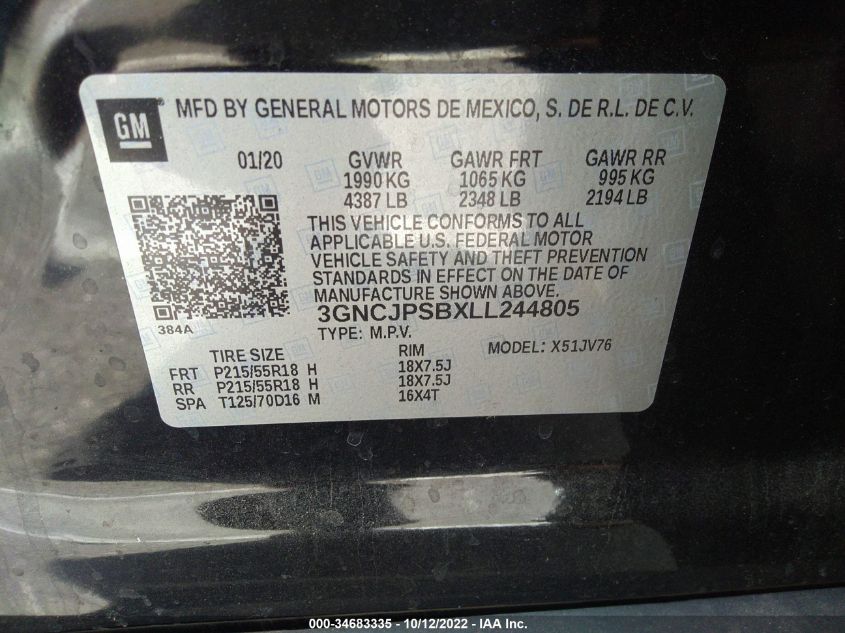 GM
MFD BY GENERAL MOTORS DE MEXICO, S. DE R.L. DE C.V.
01/20 GVWR GAWR FRT GAWR RR
1990 KG 1065 KG 995 KG
4387 LB 2348 LB 2194 LB
THIS VEHICLE CONFORMS TO ALL
APPLICABLE U.S. FEDERAL MOTOR
VEHICLE SAFETY AND THEFT PREVENTION
STANDARDS IN EFFECT ON THE DATE OF
MANUFACTURE SHOWN ABOVE.
384A
3GNCJPSBXLL244805
TYPE: M.P.V.
TIRE SIZE RIM MODEL: X51JV76
FRT P215/55R18 H 18X7.5J
RR P215/55R18 H 18X7.5J
SPA T125/70D16 M 16X4T
000-34683335 - 10/12/2022 - IAA Inc.